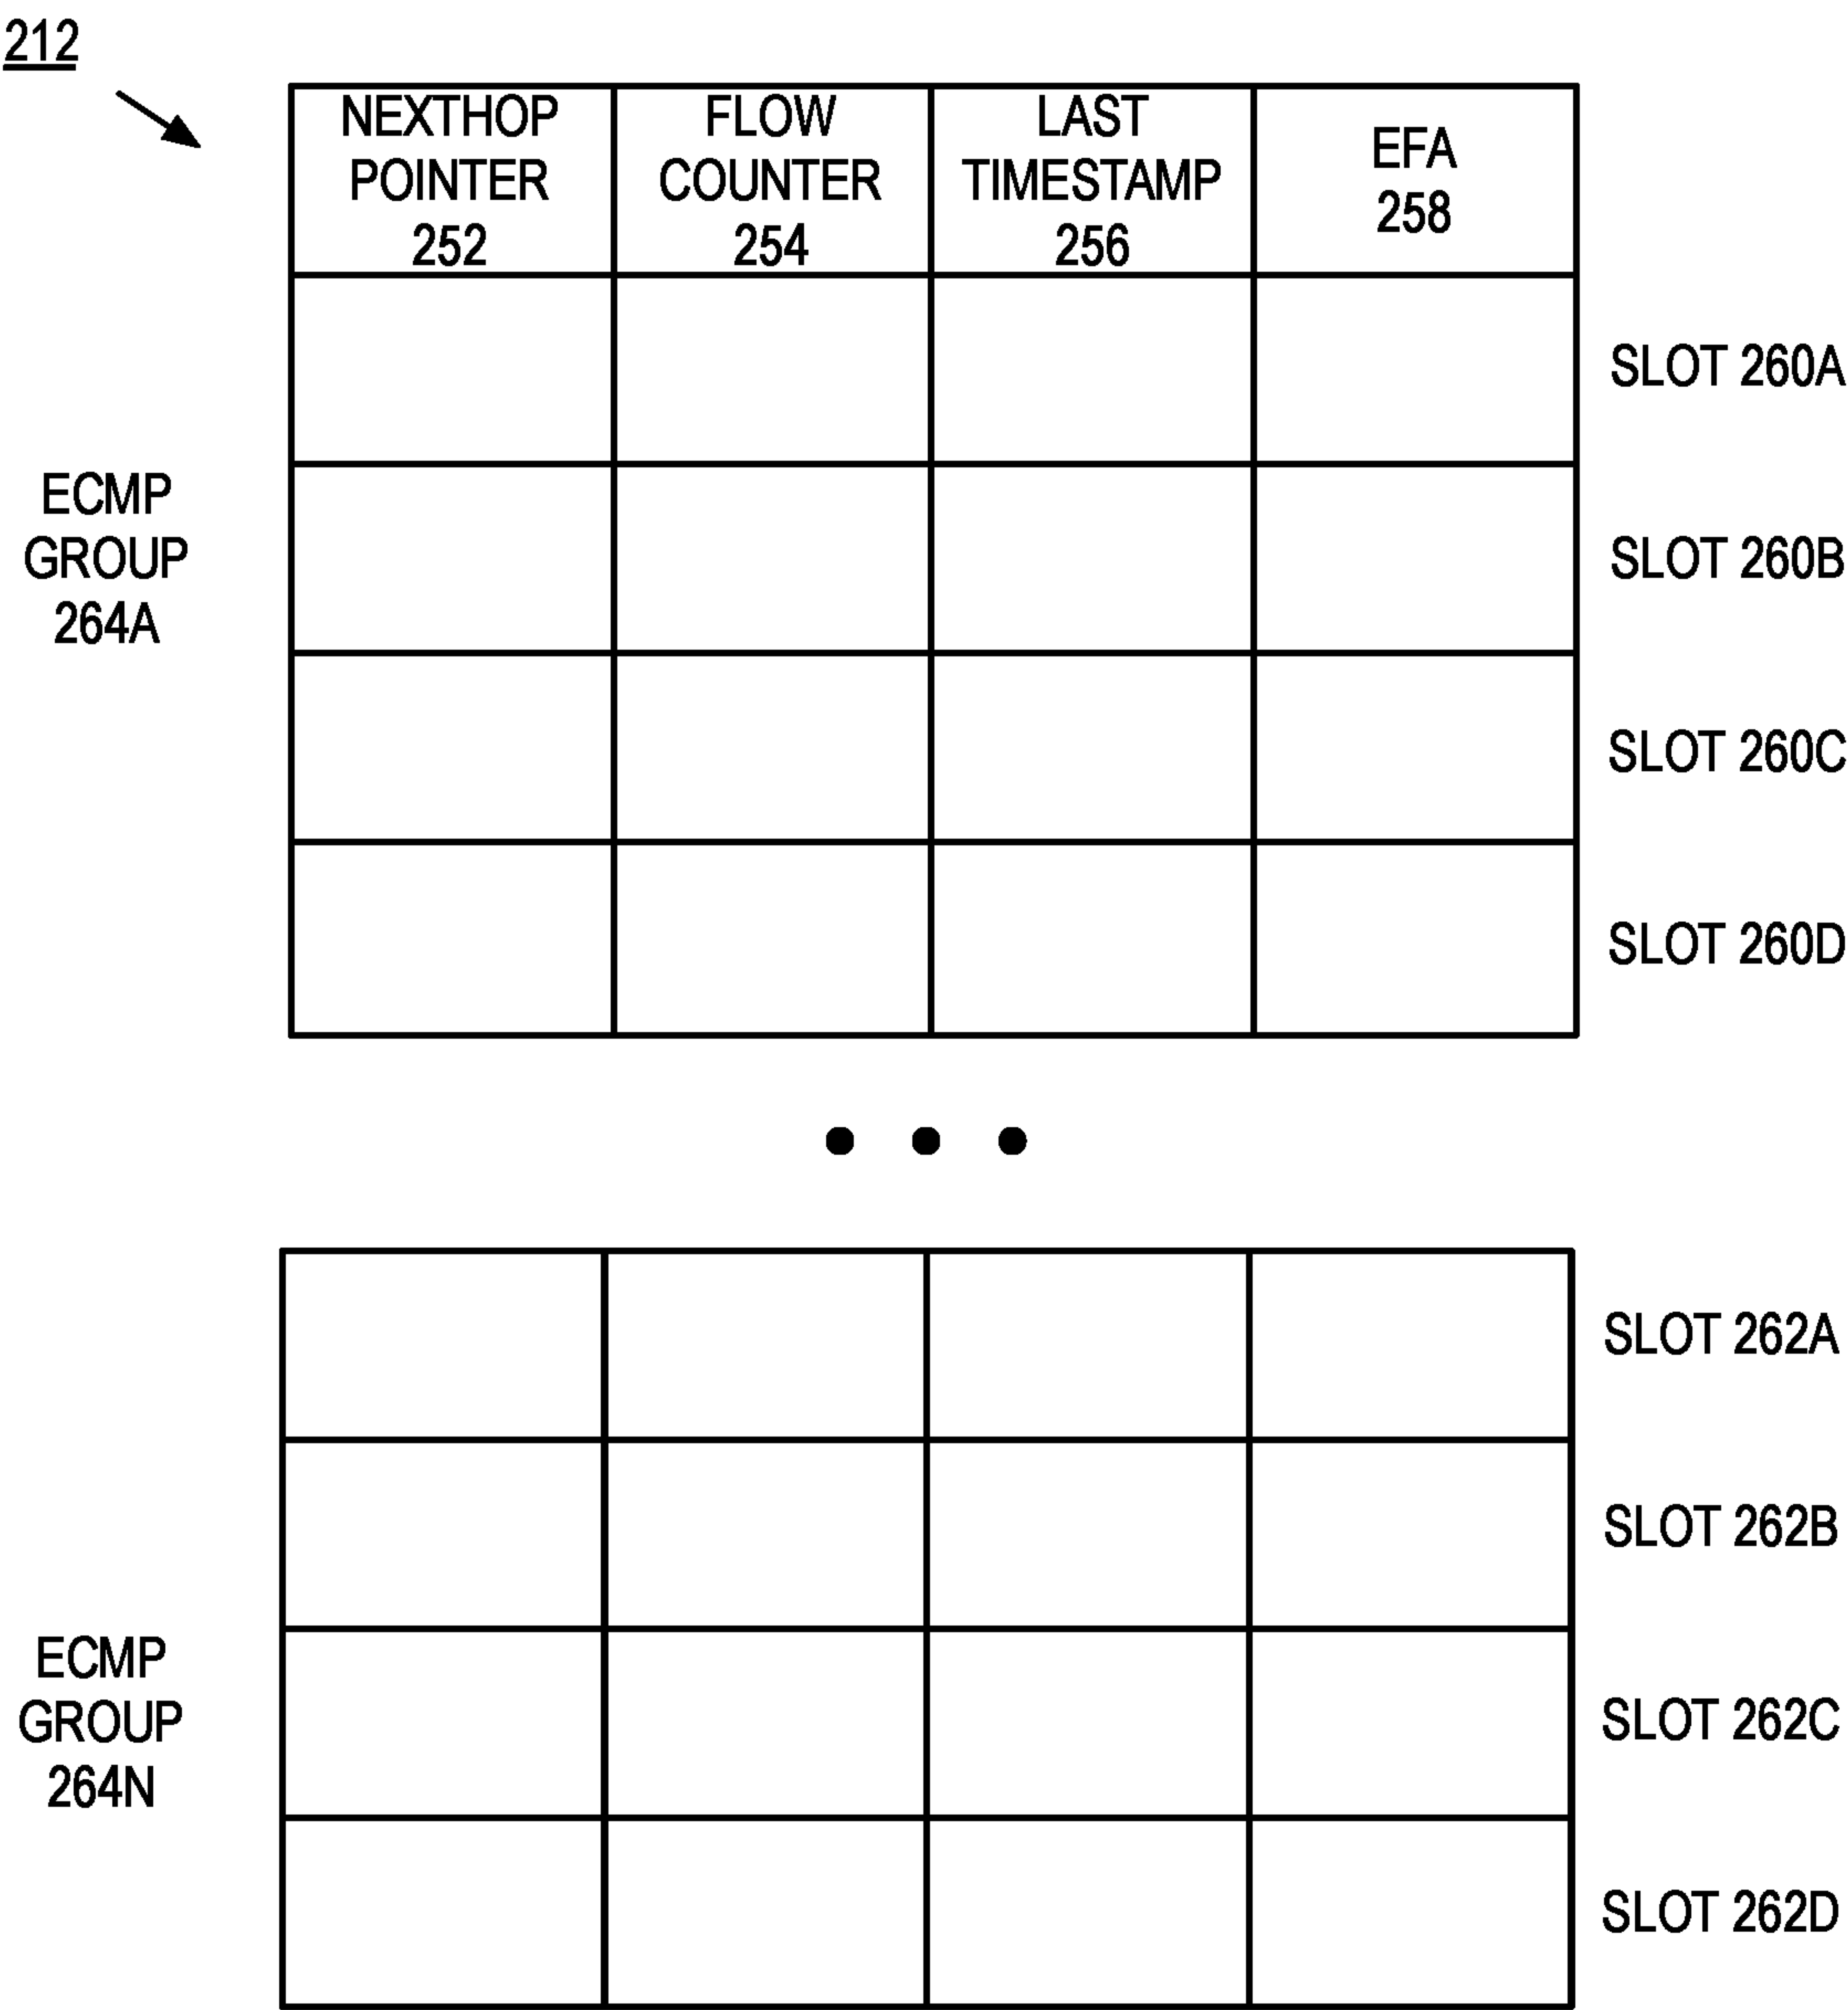 212
NEXTHOP
POINTER
252
FLOW
COUNTER
254
LAST
TIMESTAMP
256
EFA
258
SLOT 260A
ECMP
GROUP
264A
SLOT 260B
SLOT 260C
SLOT 260D
SLOT 262A
SLOT 262B
ECMP
GROUP
264N
SLOT 262C
SLOT 262D